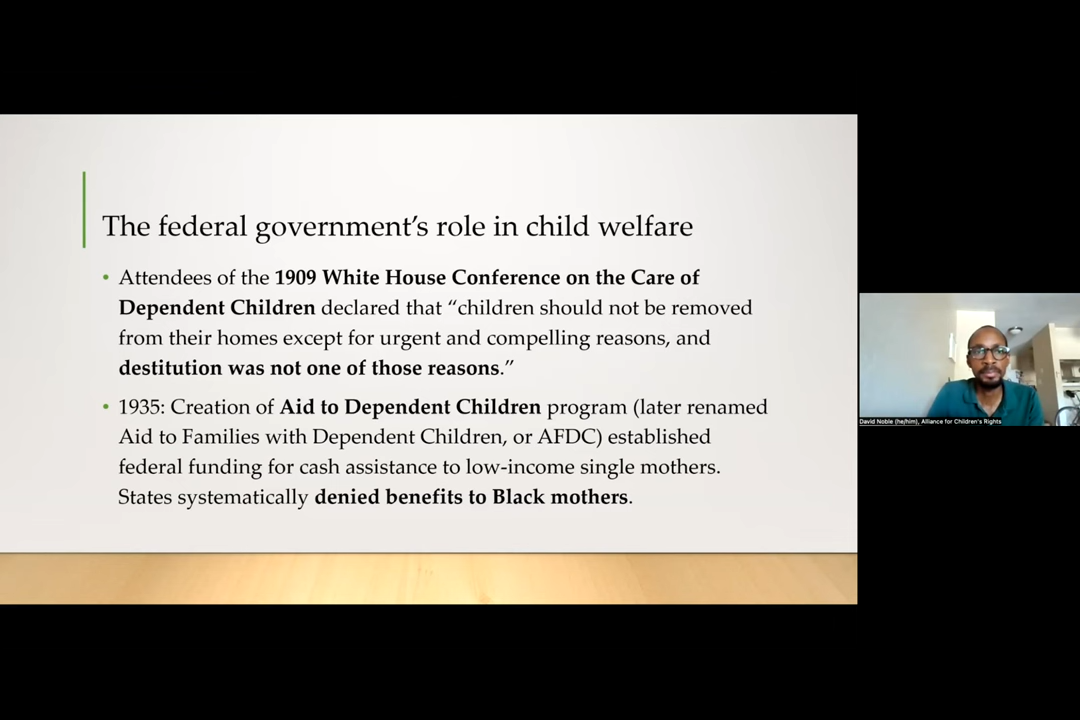 The federal government’s role in child welfare
• Attendees of the 1909 White House Conference on the Care of
Dependent Children declared that “children should not be removed
from their homes except for urgent and compelling reasons, and
destitution was not one of those reasons.”
• 1935: Creation of Aid to Dependent Children program (later renamed
Aid to Families with Dependent Children, or AFDC) established
federal funding for cash assistance to low-income single mothers.
States systematically denied benefits to Black mothers.
David Noble (he/him), Alliance for Children's Rights